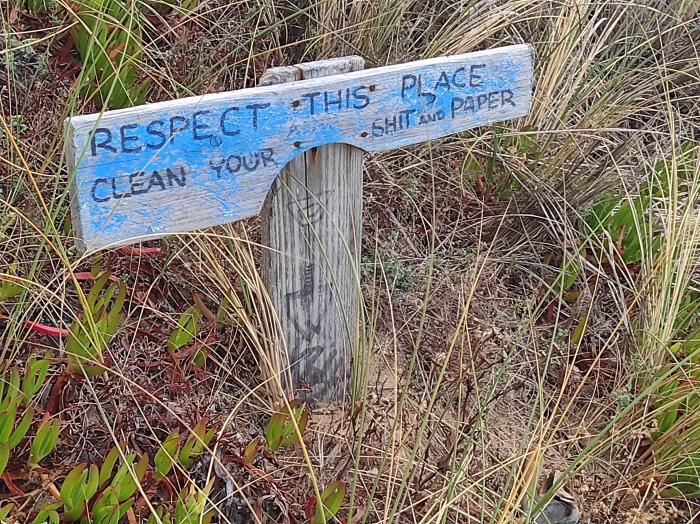 RESPECT THIS PLACE
CLEAN YOUR SHIT AND PAPER